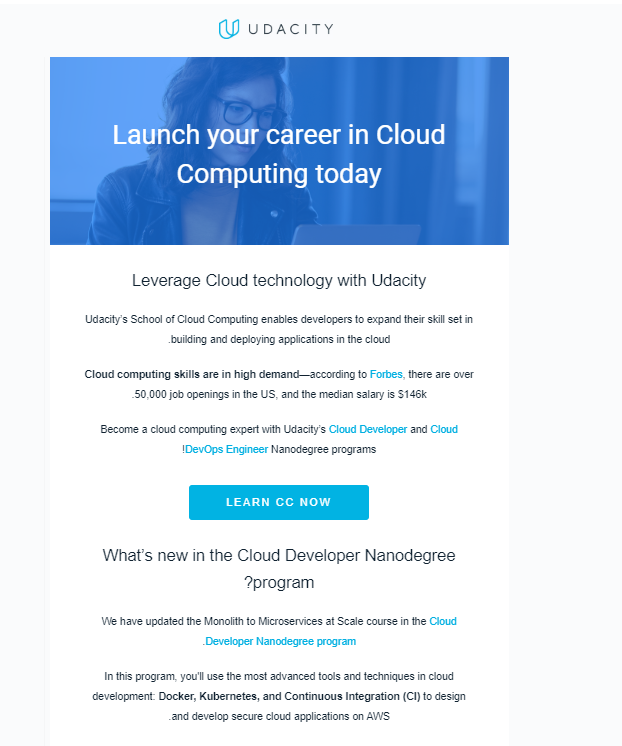 UDACITY
Launch your career in Cloud
Computing today
Leverage Cloud technology with Udacity
Udacity's School of Cloud Computing enables developers to expand their skill set in
.building and deploying applications in the cloud
Cloud computing skills are in high demand—according to Forbes, there are over
.50,000 job openings in the US, and the median salary is $146k
Become a cloud computing expert with Udacity's Cloud Developer and Cloud
!DevOps Engineer Nanodegree programs
LEARN CC NOW
What's new in the Cloud Developer Nanodegree
?program
We have updated the Monolith to Microservices at Scale course in the Cloud
.Developer Nanodegree program
In this program, you'll use the most advanced tools and techniques in cloud
development: Docker, Kubernetes, and Continuous Integration (CI) to design
.and develop secure cloud applications on AWS